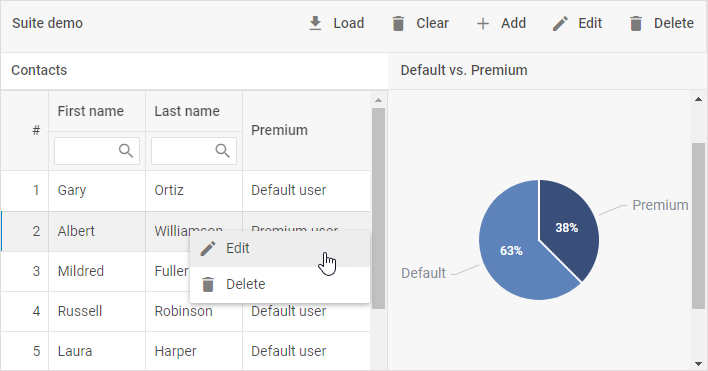 Suite demo Load Clear Add Edit Delete
Contacts
Default vs. Premium
# First name Last name Premium
1 Gary Ortiz Default user
2 Albert Williamson Premium user
Edit
3 Mildred Fuller
Delete
4 Russell Robinson Default user
5 Laura Harper Default user
Premium
38%
63%
Default